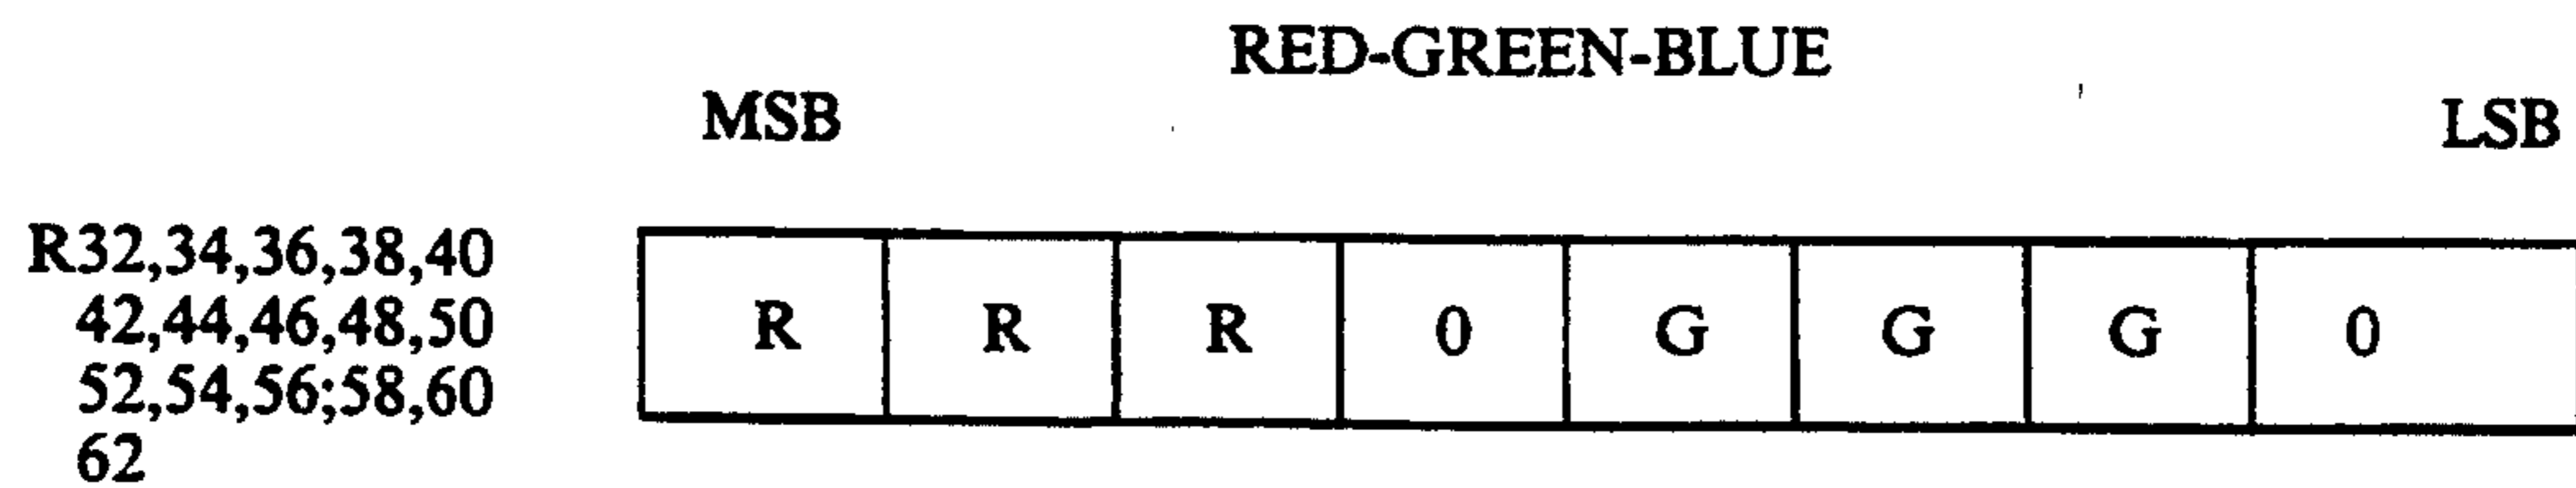 RED-GREEN-BLUE
MSB LSB
R32,34,36,38,40
42,44,46,48,50
52,54,56;58,60
62
R R R 0 G G G 0